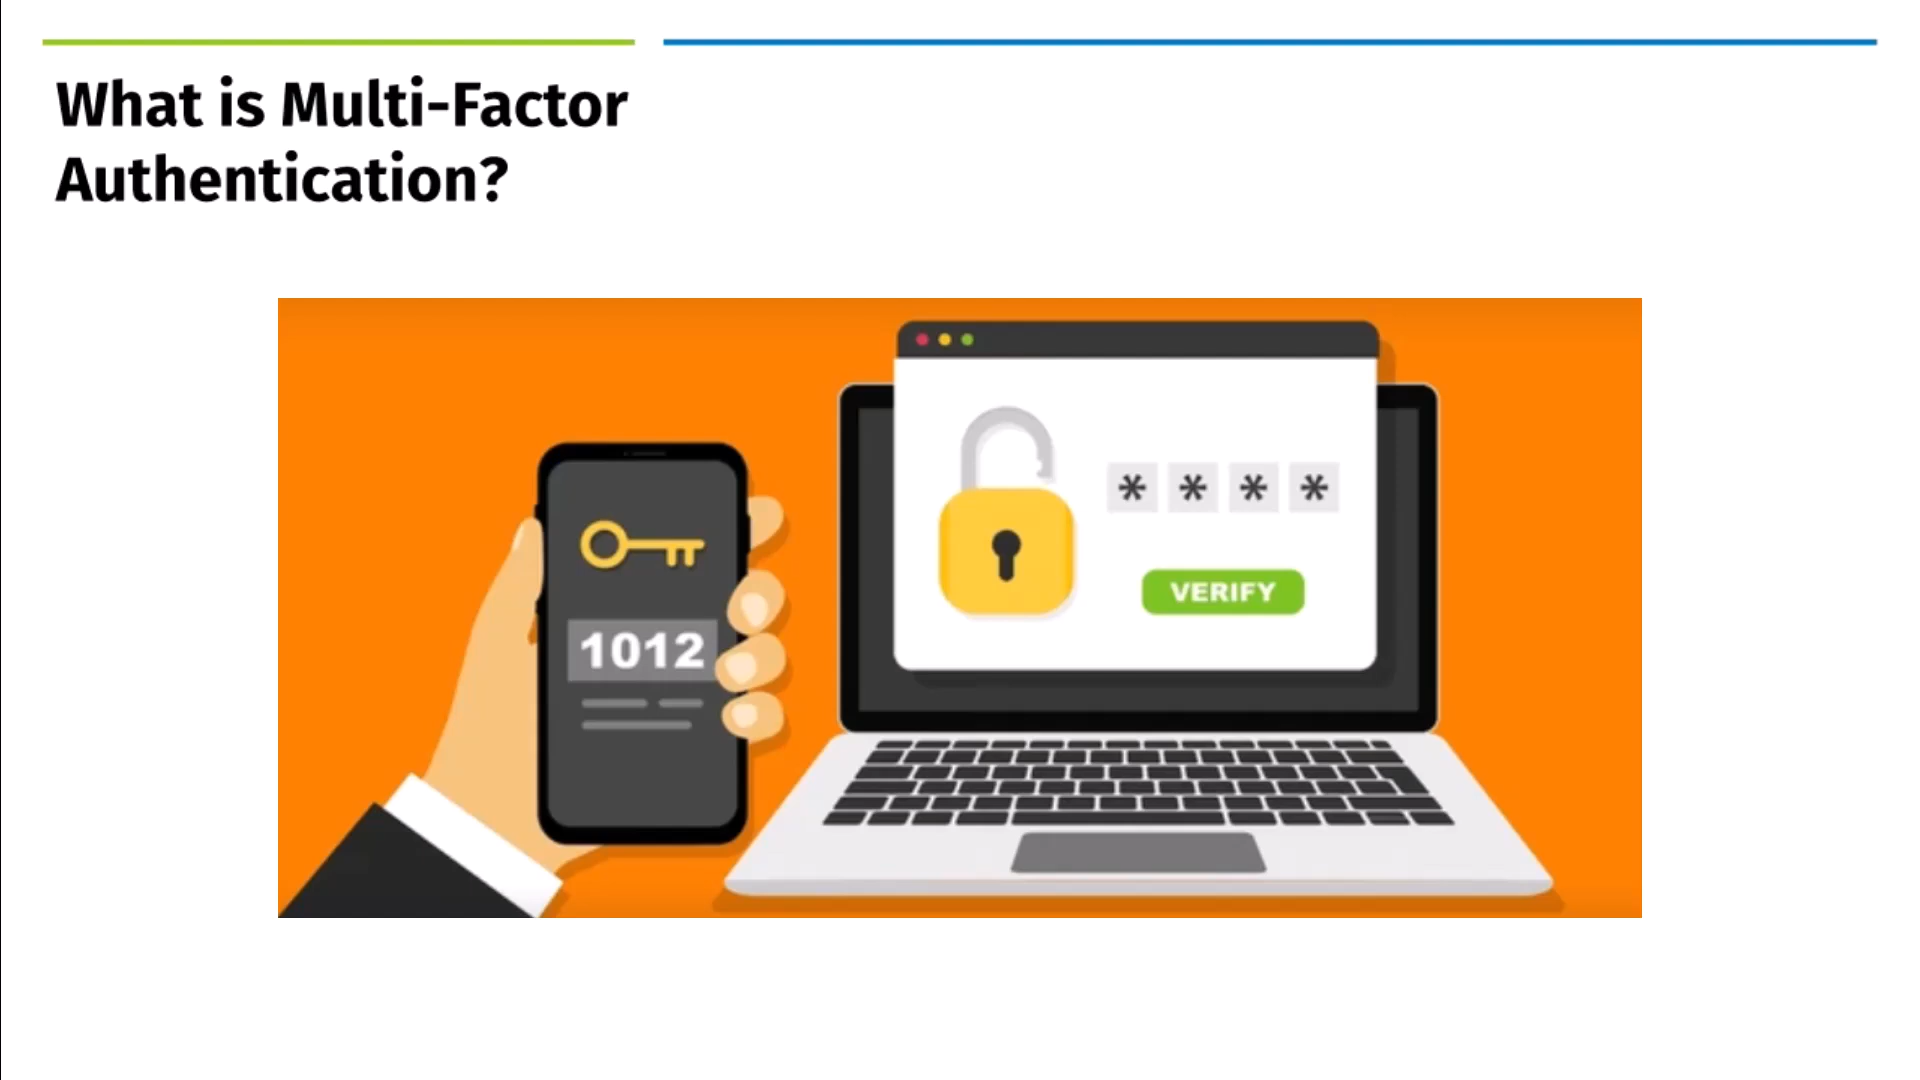 What is Multi-Factor
Authentication?
* * * *
VERIFY
1012